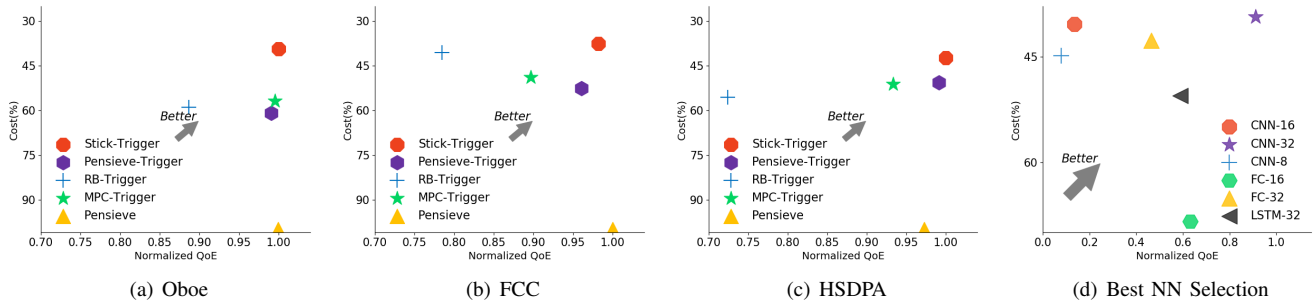 30
45
60
75
90
Cost(%)
Better
Stick-Trigger
Pensieve-Trigger
RB-Trigger
MPC-Trigger
Pensieve
0.70 0.75 0.80 0.85 0.90 0.95 1.00
Normalized QoE
(a) Oboe
30
45
60
75
90
Cost(%)
Better
Stick-Trigger
Pensieve-Trigger
RB-Trigger
MPC-Trigger
Pensieve
0.70 0.75 0.80 0.85 0.90 0.95 1.00
Normalized QoE
(b) FCC
30
45
60
75
90
Cost(%)
Better
Stick-Trigger
Pensieve-Trigger
RB-Trigger
MPC-Trigger
Pensieve
0.70 0.75 0.80 0.85 0.90 0.95 1.00
Normalized QoE
(c) HSDPA
45
60
Cost(%)
Better
CNN-16
CNN-32
CNN-8
FC-16
FC-32
LSTM-32
0.0 0.2 0.4 0.6 0.8 1.0
Normalized QoE
(d) Best NN Selection